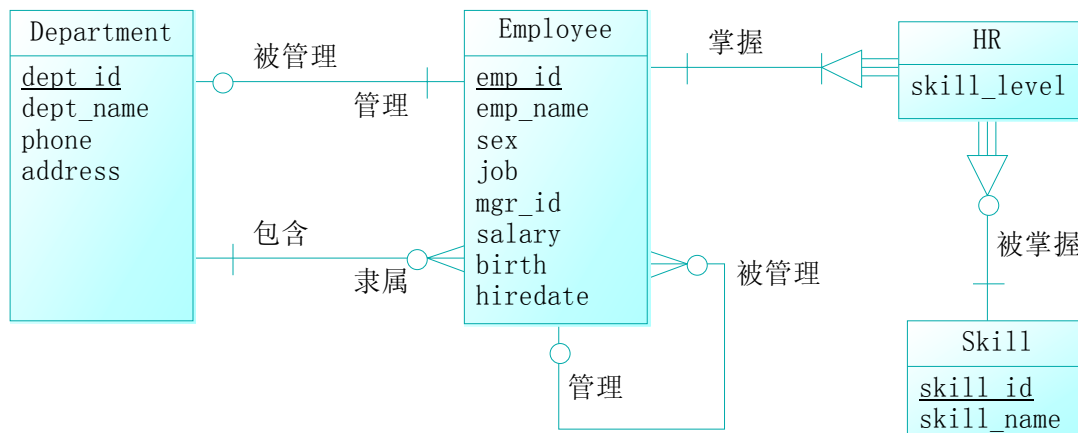 Department
dept_id
dept_name
phone
address
被管理
管理
包含
隶属
Employee
emp_id
emp_name
sex
job
mgr_id
salary
birth
hiredate
被管理
管理
掌握
HR
skill_level
被掌握
Skill
skill_id
skill_name